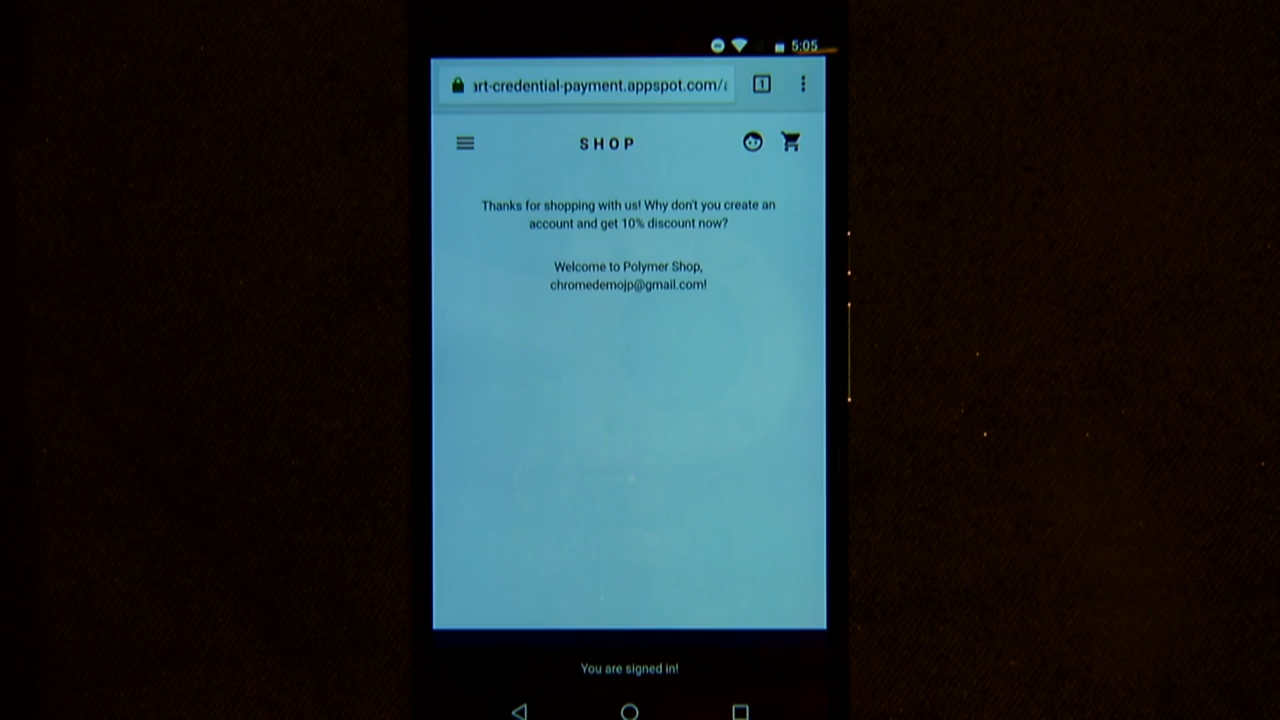 5:05
art-credential-payment.appspot.com/a
1
SHOP
Thanks for shopping with us! Why don't you create an
account and get 10% discount now?
Welcome to Polymer Shop,
chromedemojp@gmail.com!
You are signed in!